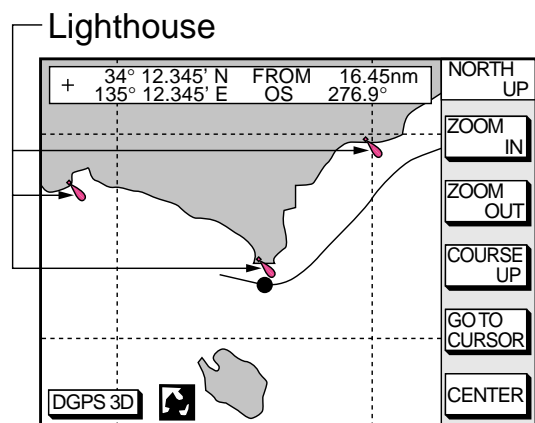 Lighthouse
+ 34° 12.345' N FROM 16.45nm
135° 12.345' E OS 276.9°
NORTH
UP
ZOOM
IN
ZOOM
OUT
COURSE
UP
GO TO
CURSOR
CENTER
DGPS 3D